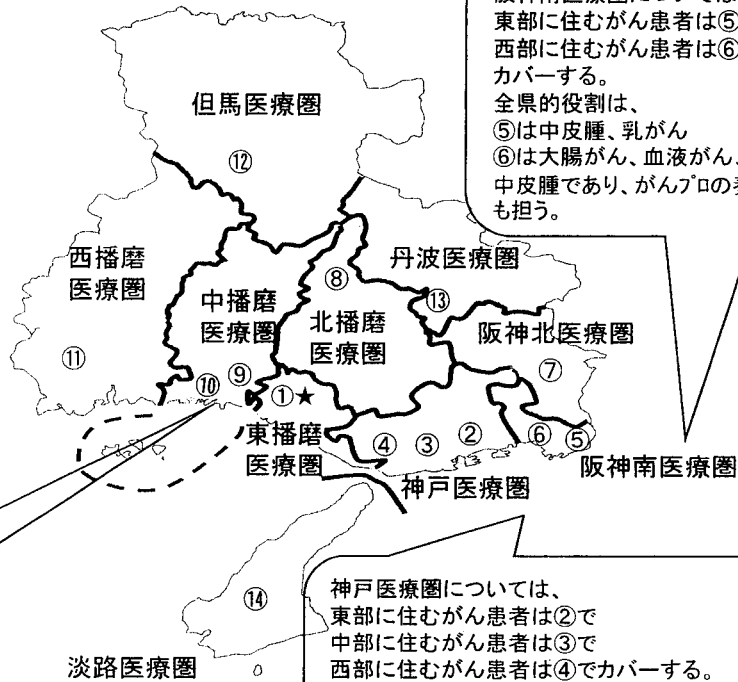 東部に住むがん患者は⑤
西部に住むがん患者は⑥
カバーする。
全県的役割は、
⑤は中皮腫、乳がん
⑥は大腸がん、血液がん、
中皮腫であり、がんプロの
も担う。
但馬医療圏
⑫
西播磨
医療圏
⑪
中播磨
医療圏
⑩
⑨
⑧
北播磨
医療圏
丹波医療圏
⑬
阪神北医療圏
⑦
①★
東播磨
医療圏
④
③
②
⑥
⑤
阪神南医療圏
神戸医療圏
⑭
淡路医療圏
神戸医療圏については、
東部に住むがん患者は②で
中部に住むがん患者は③で
西部に住むがん患者は④でカバーする。